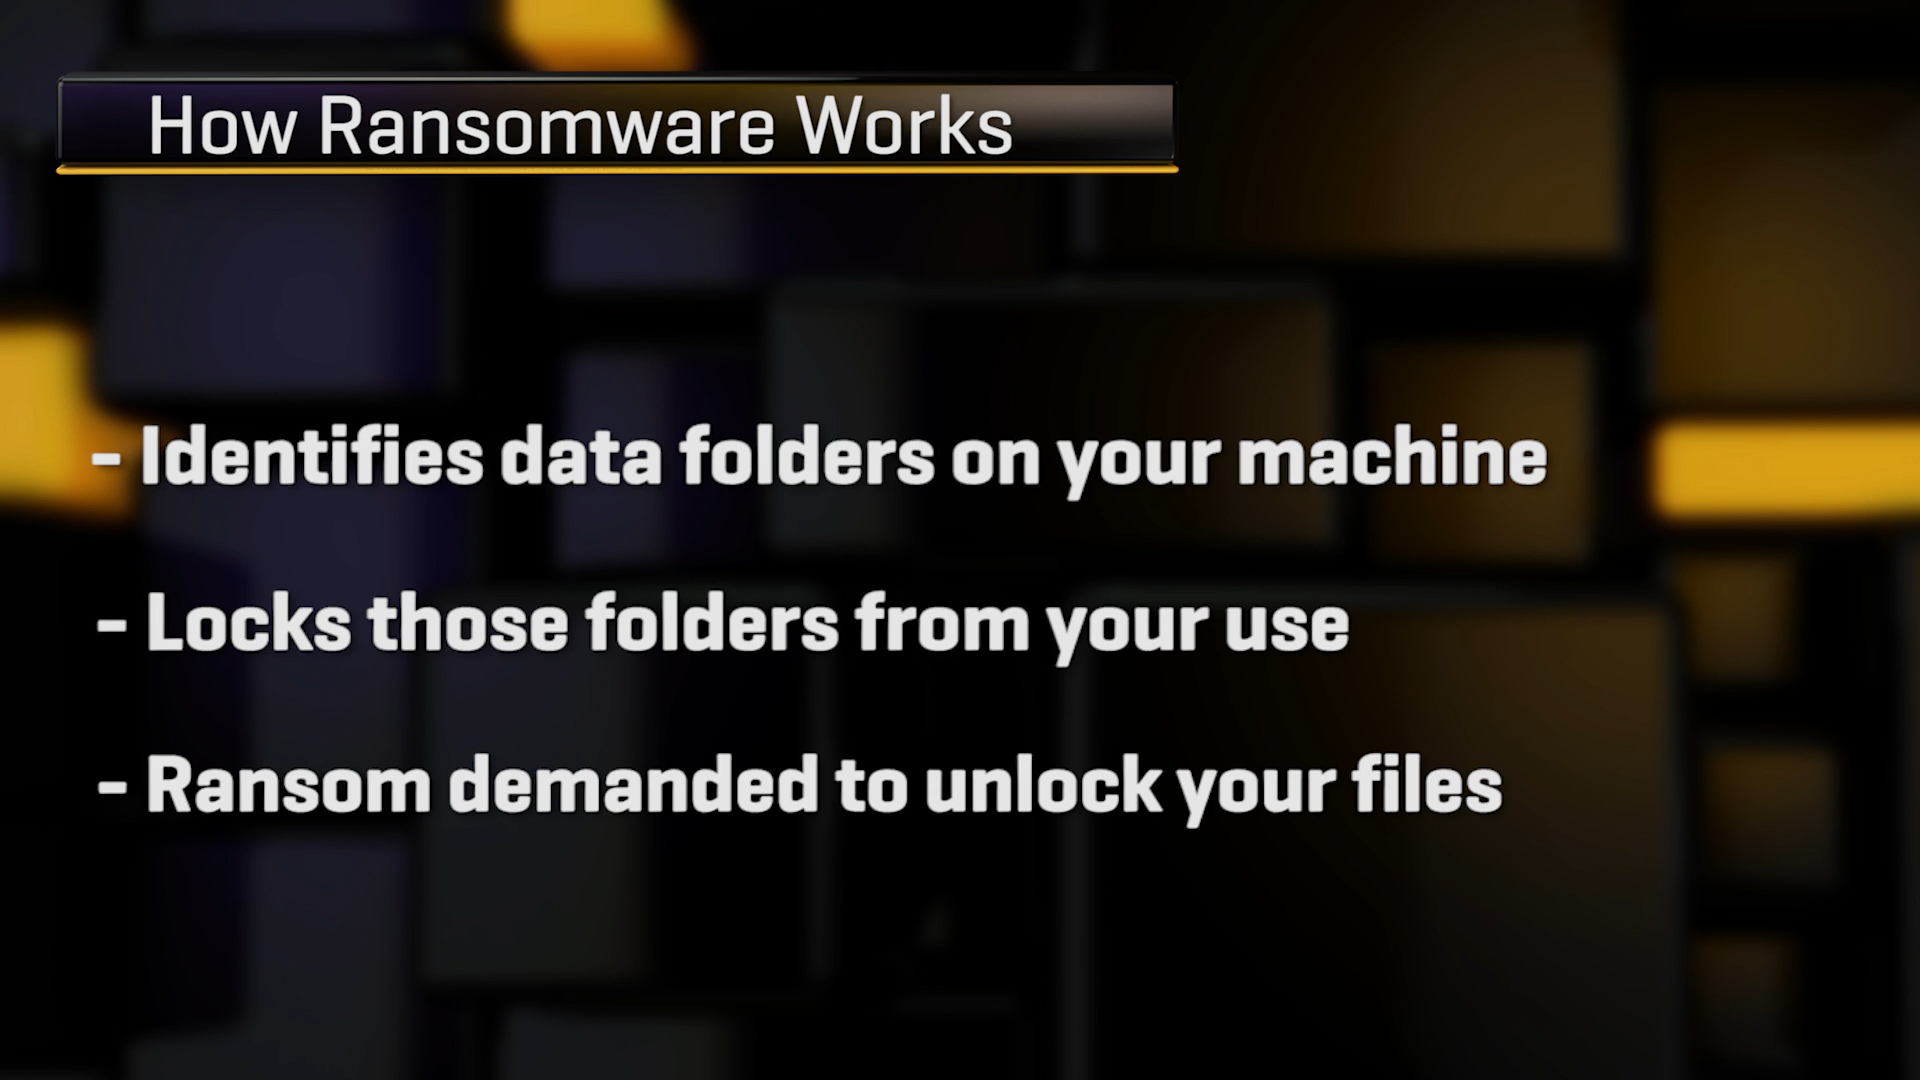 How Ransomware Works
- Identifies data folders on your machine
- Locks those folders from your use
- Ransom demanded to unlock your files